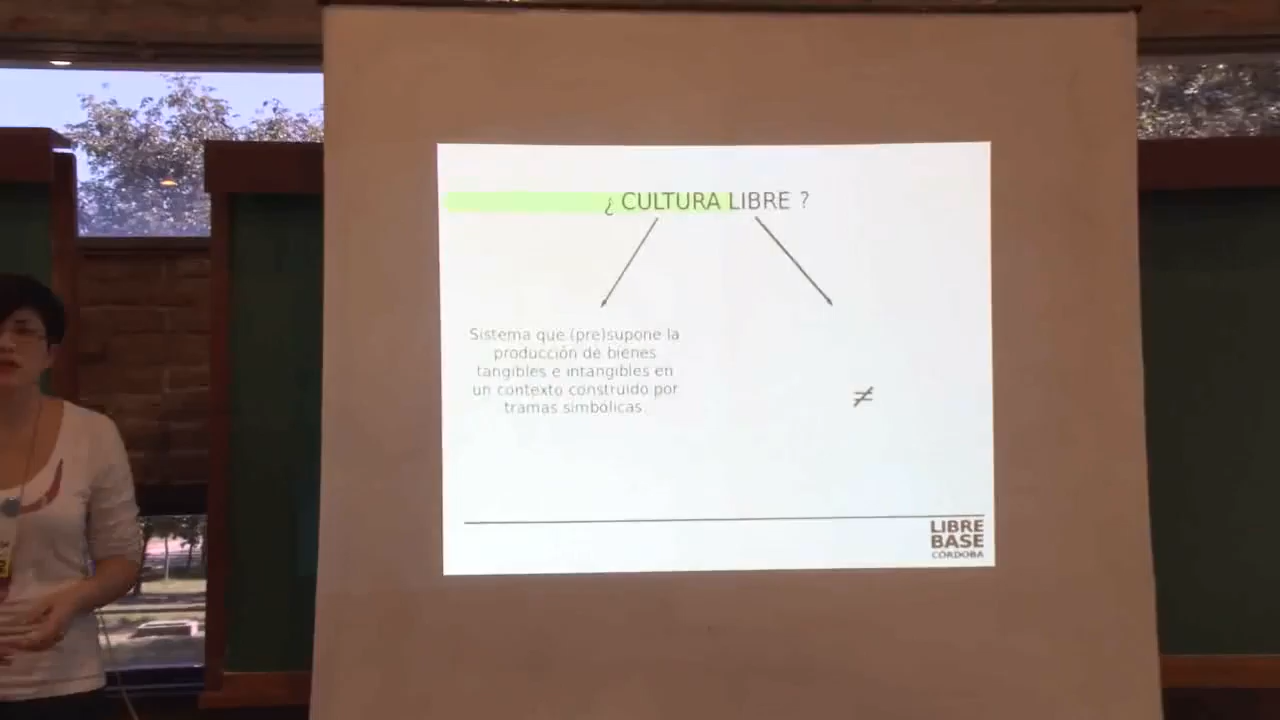 ¿ CULTURA LIBRE ?
Sistema que (pre)supone la
producción de bienes
tangibles e intangibles en
un contexto construido por
tramas simbólicas
≠
LIBRE
BASE
CÓRDOBA